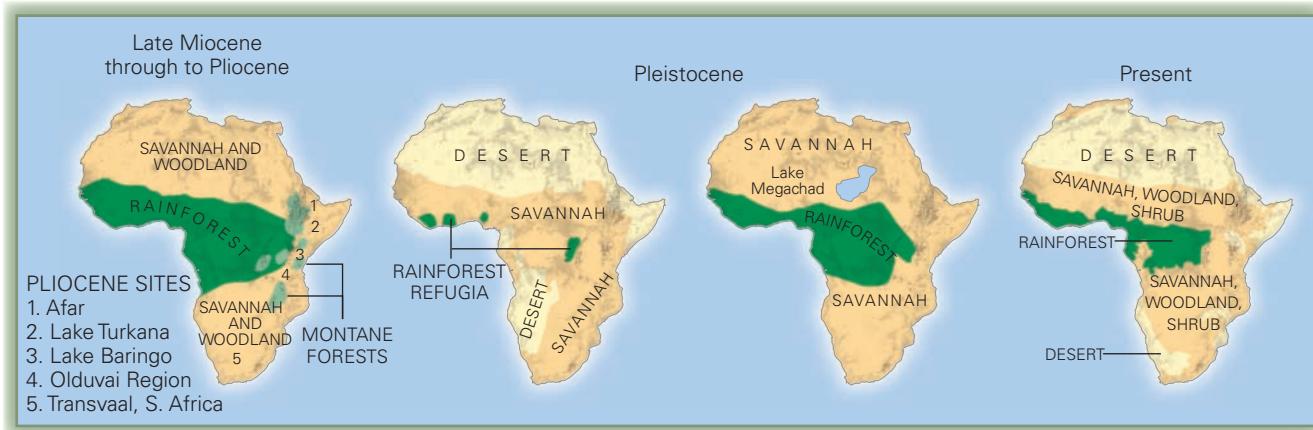 Late Miocene
through to Pliocene
SAVANNAH AND
WOODLAND
RAINFOREST
1
2
3
4
SAVANNAH
AND
WOODLAND
5
MONTANE
FORESTS
PLIOCENE SITES
1. Afar
2. Lake Turkana
3. Lake Baringo
4. Olduvai Region
5. Transvaal, S. Africa
Pleistocene
DESERT
SAVANNAH
RAINFOREST
REFUGIA
DESERT
SAVANNAH
SAVANNAH
Lake
Megachad
RAINFOREST
SAVANNAH
Present
DESERT
SAVANNAH, WOODLAND,
SHRUB
RAINFOREST
SAVANNAH,
WOODLAND,
SHRUB
DESERT